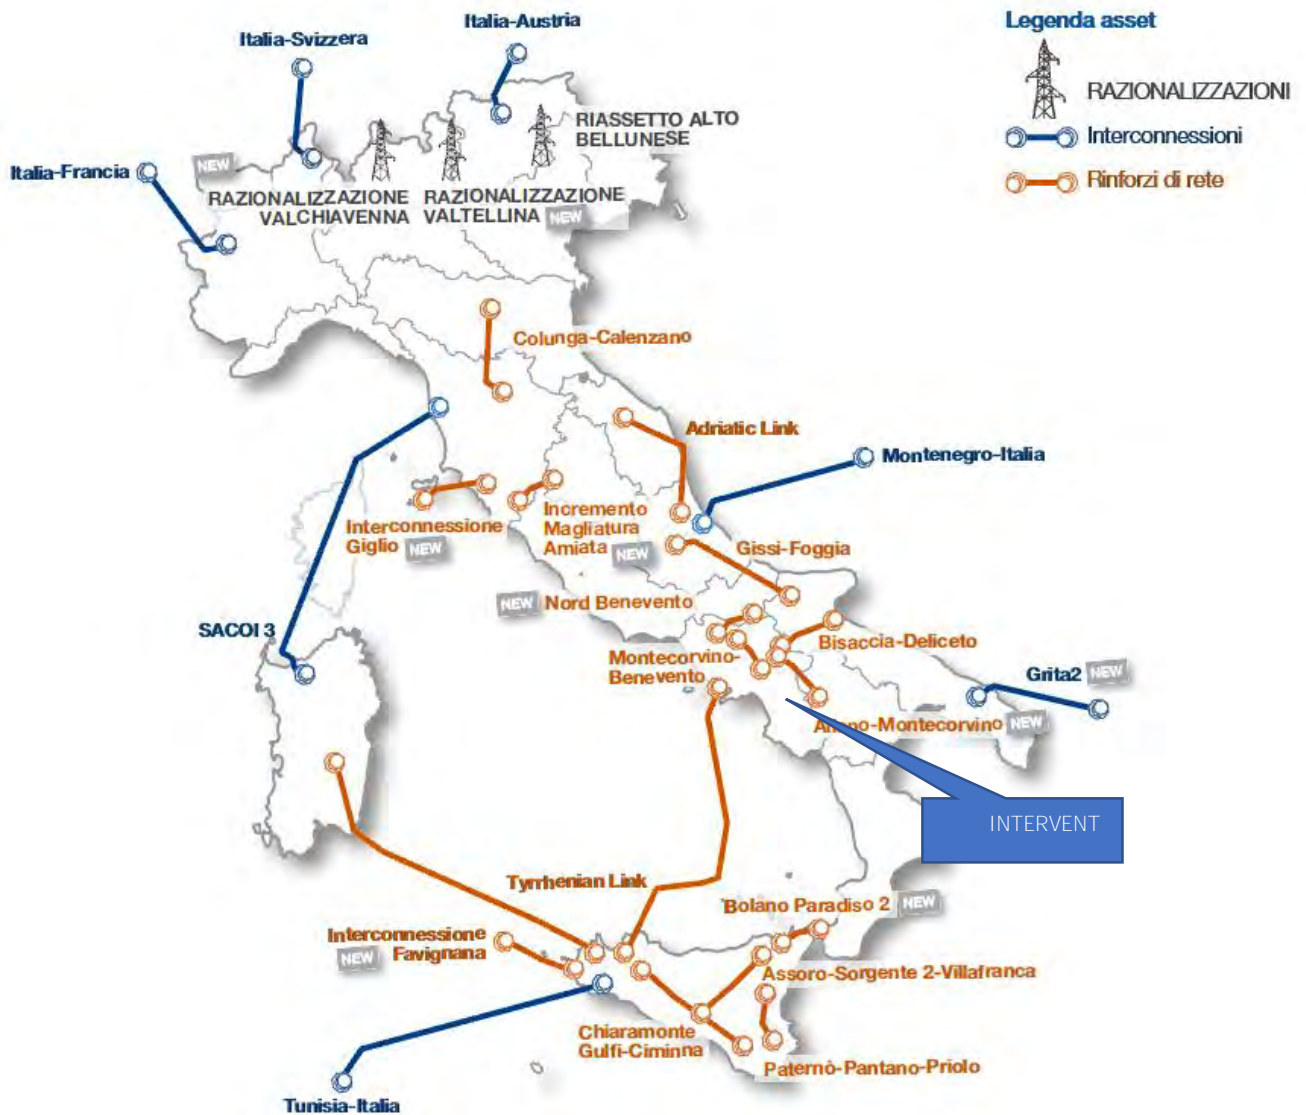 Italia-Austria
Legenda asset
Italia-Svizzera
RAZIONALIZZAZIONI
RIASSETTO ALTO
BELLUNESE
Interconnessioni
Italia-Francia
NEW
Rinforzi di rete
RAZIONALIZZAZIONE
VALCHIAVENNA
RAZIONALIZZAZIONE
VALTELLINA NEW
Colunga-Calenzano
Adriatic Link
Montenegro-Italia
Interconnessione
Giglio NEW
Incremento
Magliatura
Amiata NEW
Gissi-Foggia
NEW Nord Benevento
SACOI 3
Bisaccia-Deliceto
Montecorvino-
Benevento
Grita2 NEW
-Montecorvino NEW
INTERVENT
Tyrrhenian Link
Bolano Paradiso 2 NEW
Interconnessione
NEW Favignana
Assoro-Sorgente 2-Villafranca
Chiaramonte
Gulfi-Ciminna
Paternò-Pantano-Priolo
Tunisia-Italia